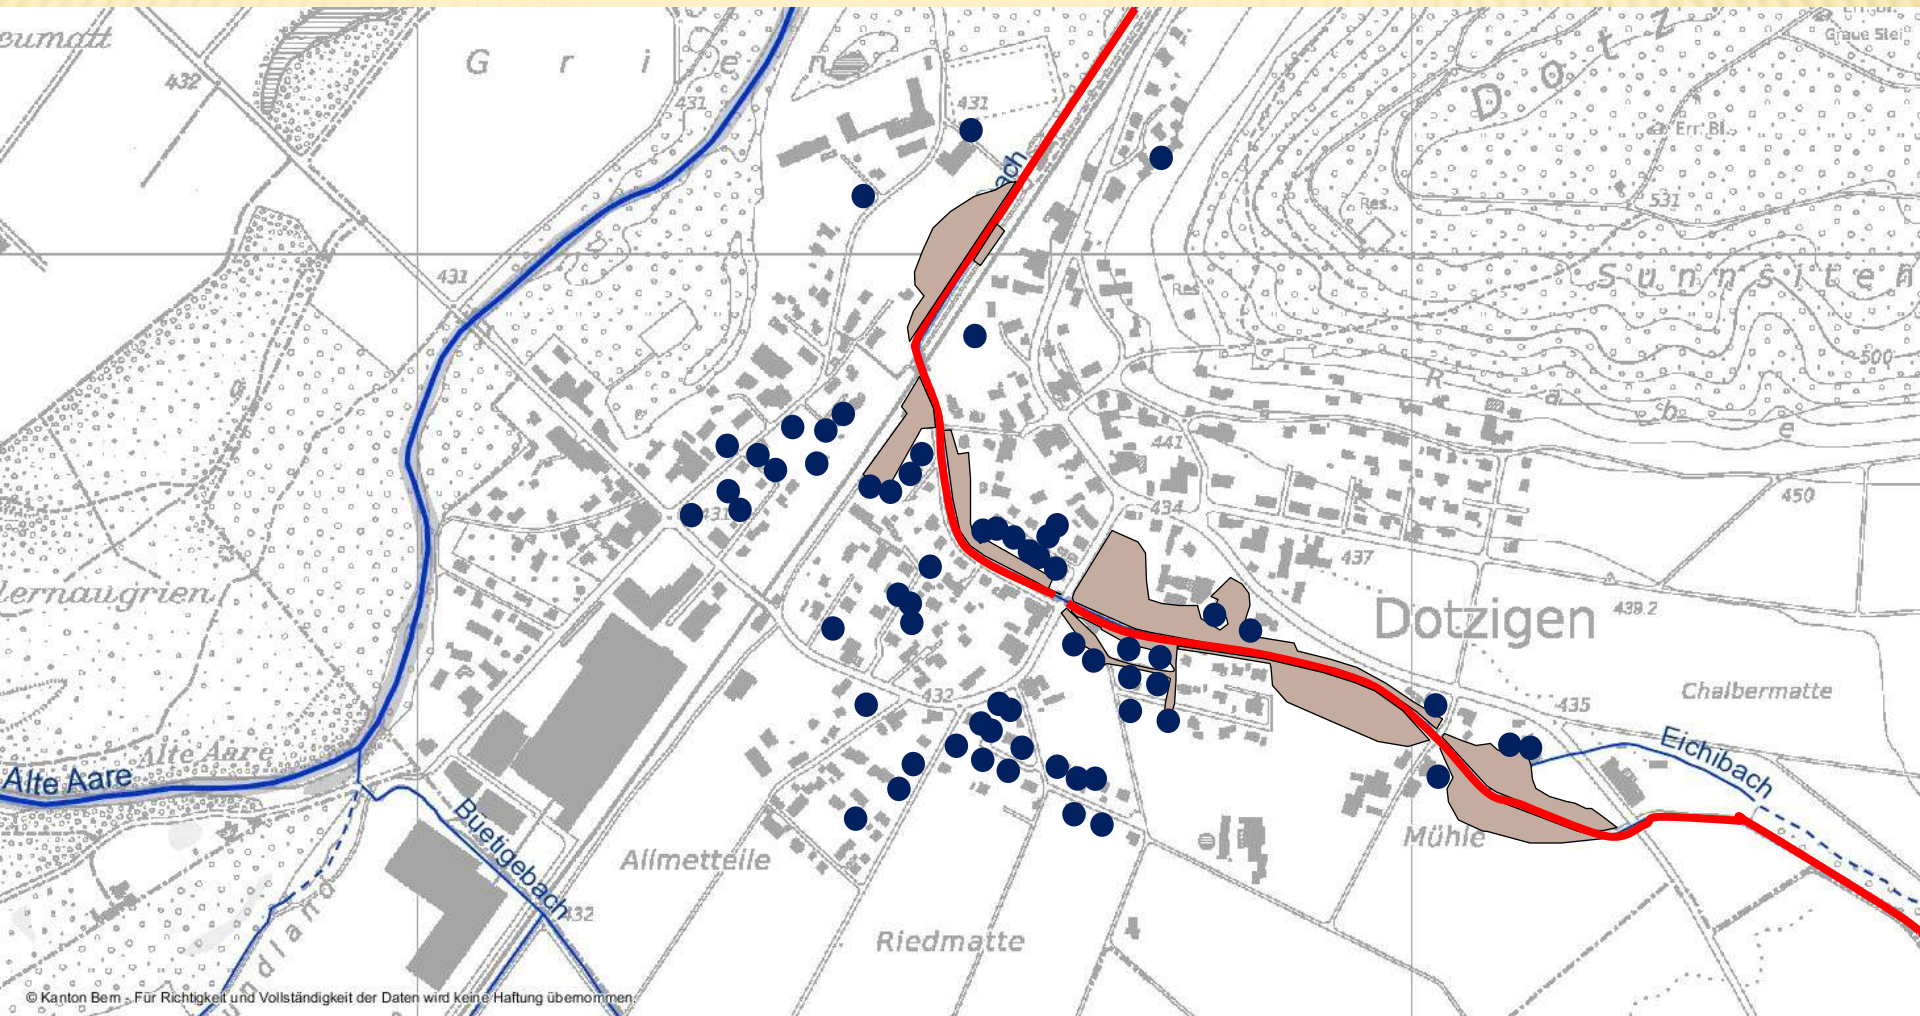 eumatt
432
G r i e n
431
431
ach
D o t z
Graue Stei
Err. Bl.
Res.
531
S u n n s i t e n
431
Res
500
R a b e
441
450
434
431
437
lernaugrien
439.2
Dotzigen
432
Chalbermatte
435
Eichibach
Alte Aare
Alte Aare
Buetigebach
Mühle
Allmetteile
432
Riedmatte
ndland
© Kanton Bern - Für Richtigkeit und Vollständigkeit der Daten wird keine Haftung übernommen.